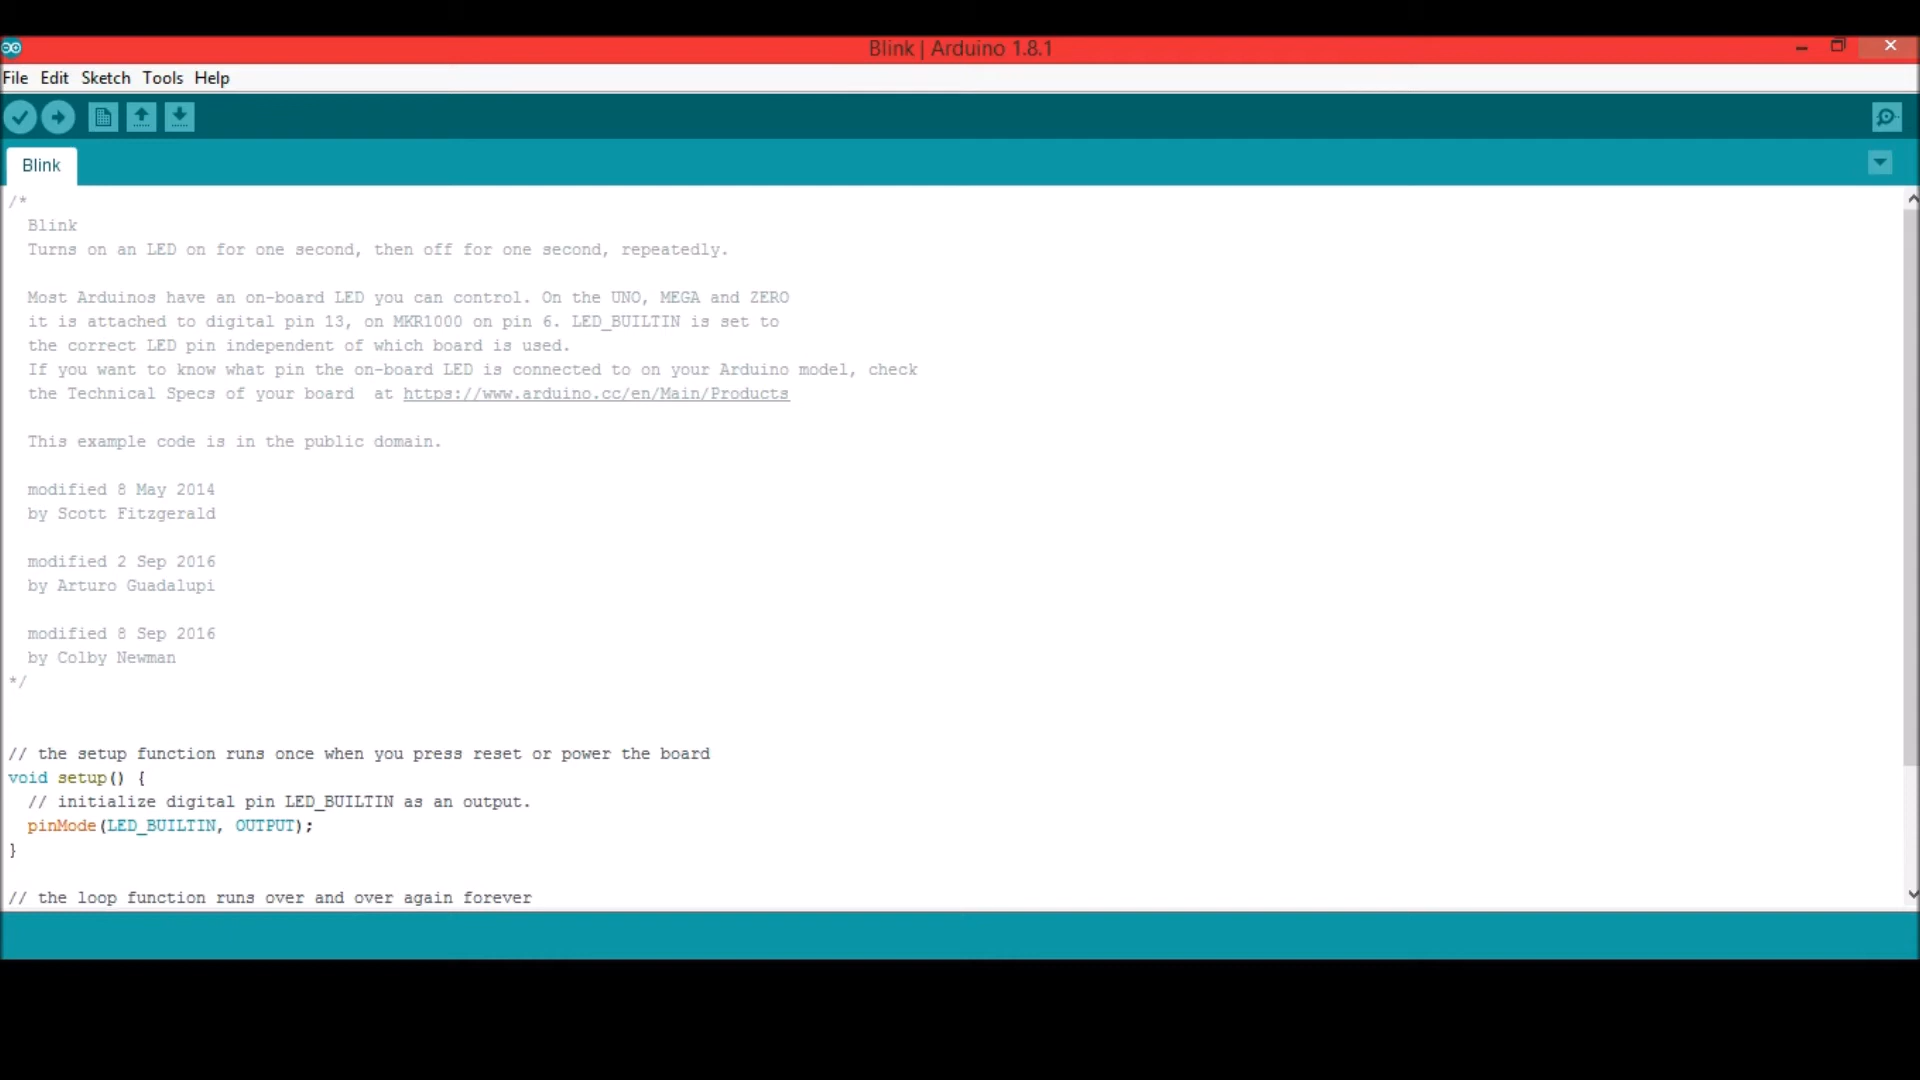 Blink | Arduino 1.8.1
File Edit Sketch Tools Help
Blink
/*
Blink
Turns on an LED on for one second, then off for one second, repeatedly.
Most Arduinos have an on-board LED you can control. On the UNO, MEGA and ZERO
it is attached to digital pin 13, on MKR1000 on pin 6. LED_BUILTIN is set to
the correct LED pin independent of which board is used.
If you want to know what pin the on-board LED is connected to on your Arduino model, check
the Technical Specs of your board  at https://www.arduino.cc/en/Main/Products
This example code is in the public domain.
modified 8 May 2014
by Scott Fitzgerald
modified 2 Sep 2016
by Arturo Guadalupi
modified 8 Sep 2016
by Colby Newman
*/
// the setup function runs once when you press reset or power the board
void setup() {
// initialize digital pin LED_BUILTIN as an output.
pinMode(LED_BUILTIN, OUTPUT);
}
// the loop function runs over and over again forever